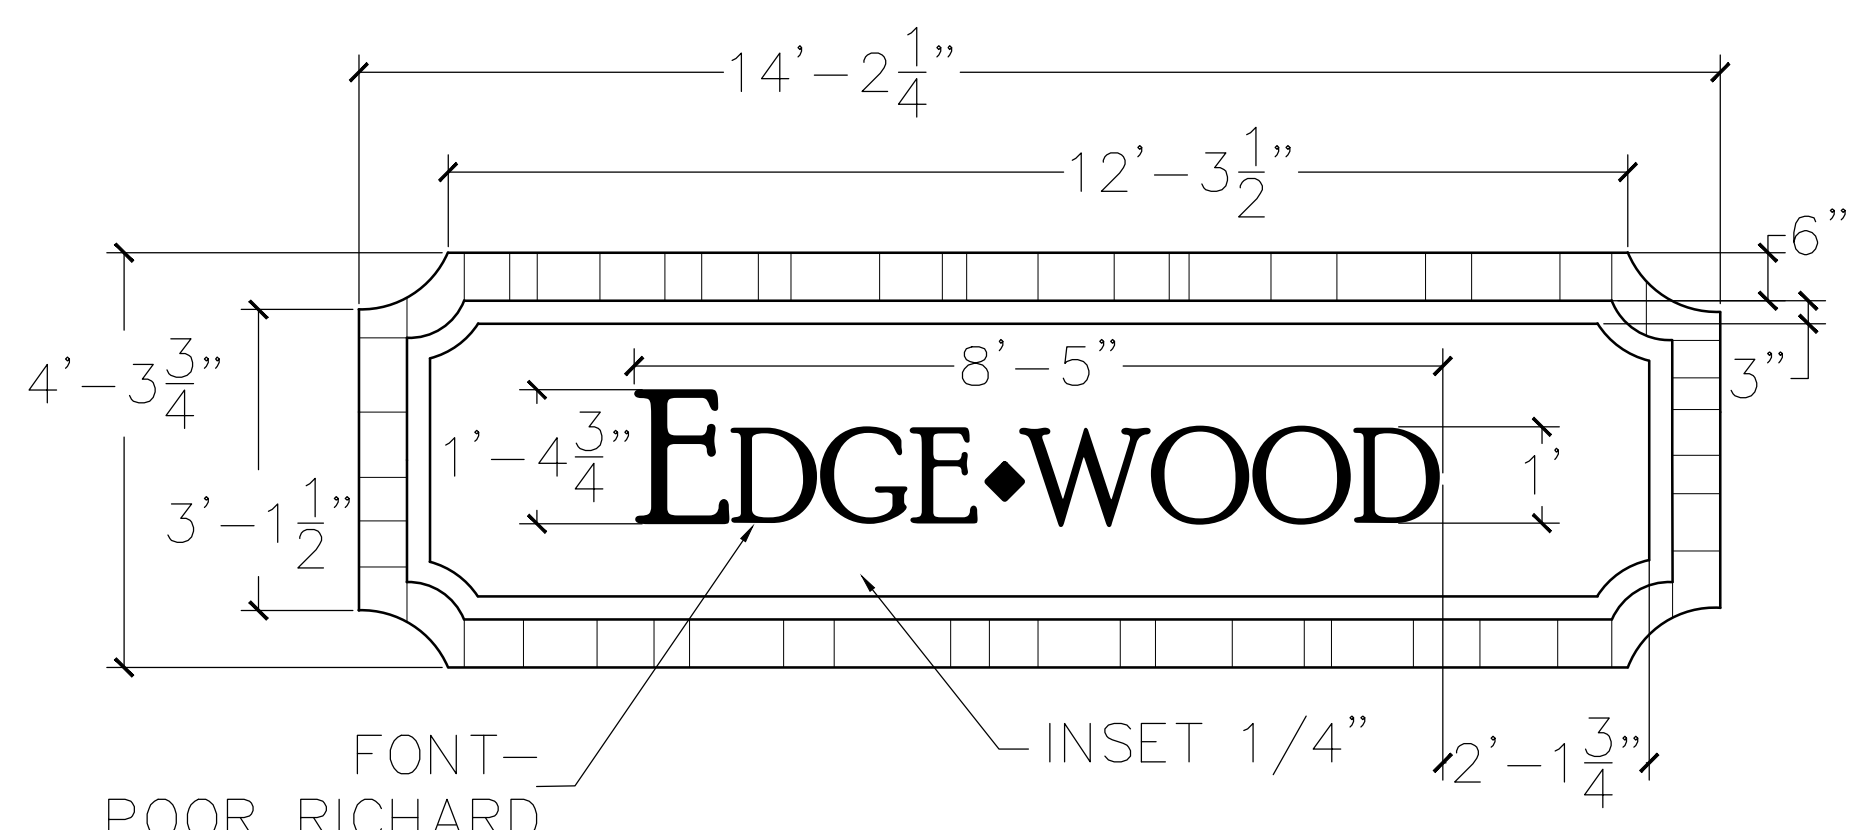 14'-2 1/4"
12'-3 1/2"
6"
4'-3 3/4"
8'-5"
3"
1'-4 3/4"
EDGE◆WOOD
1'
3'-1 1/2"
FONT-
POOR RICHARD
INSET 1/4"
2'-1 3/4"